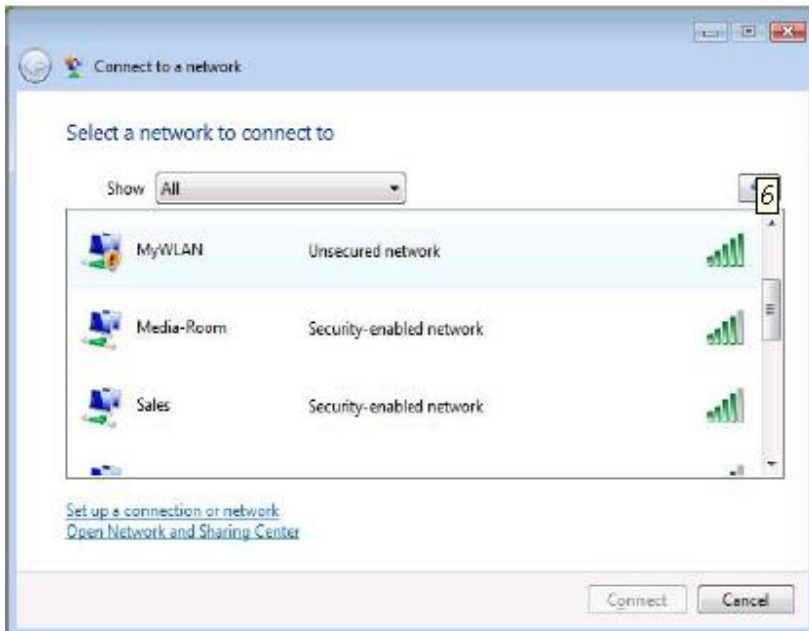 Connect to a network
Select a network to connect to
Show All
6
MyWLAN Unsecured network
Media-Room Security-enabled network
Sales Security-enabled network
Set up a connection or network
Open Network and Sharing Center
Connect Cancel